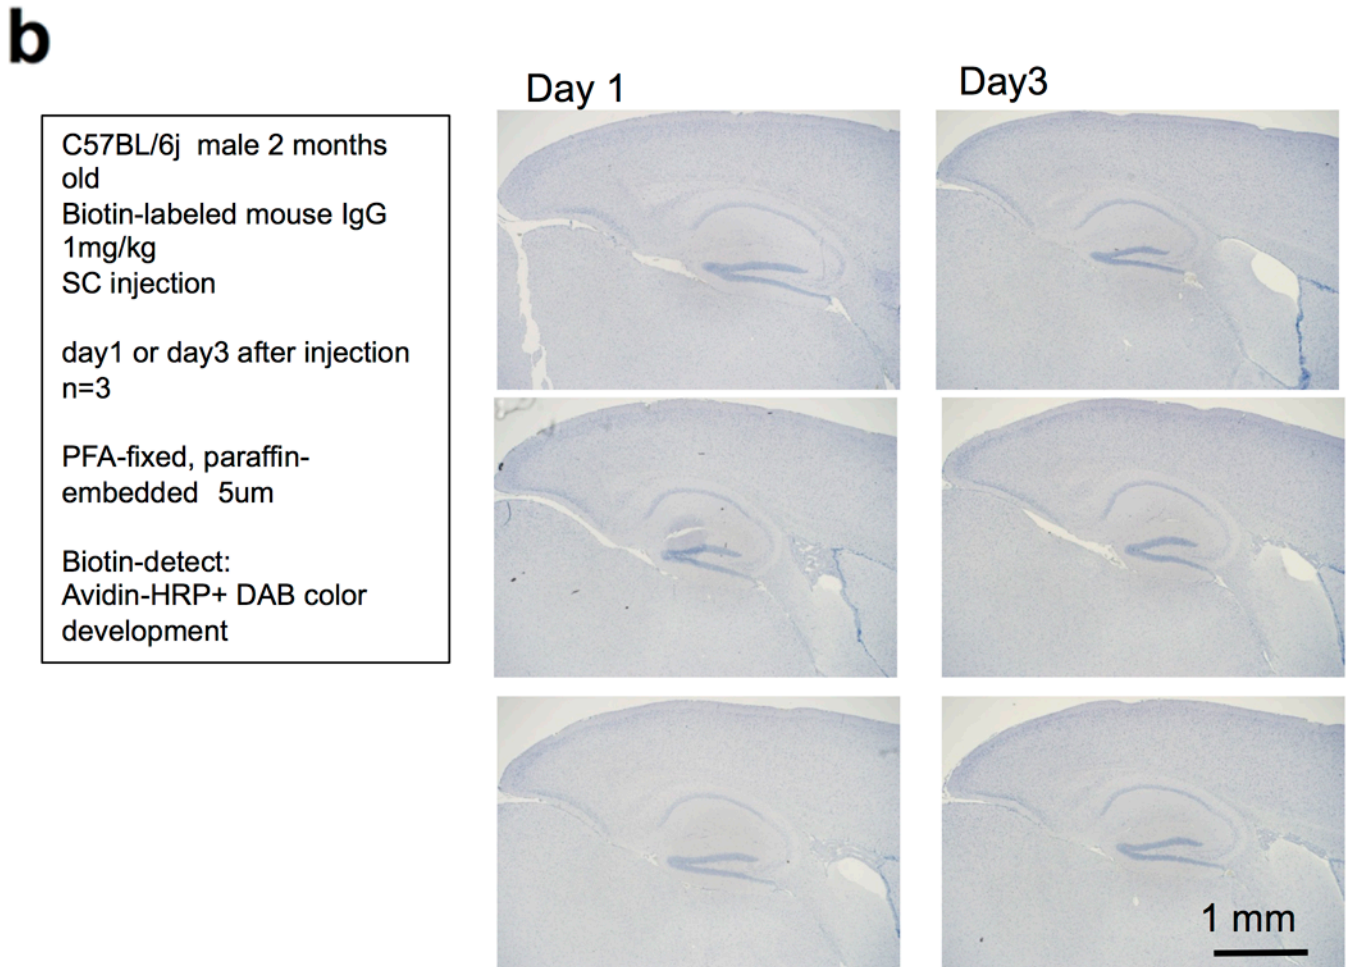 b
Day 1
Day3
C57BL/6j  male 2 months
old
Biotin-labeled mouse IgG
1mg/kg
SC injection
day1 or day3 after injection
n=3
PFA-fixed, paraffin-
embedded  5um
Biotin-detect:
Avidin-HRP+ DAB color
development
1 mm